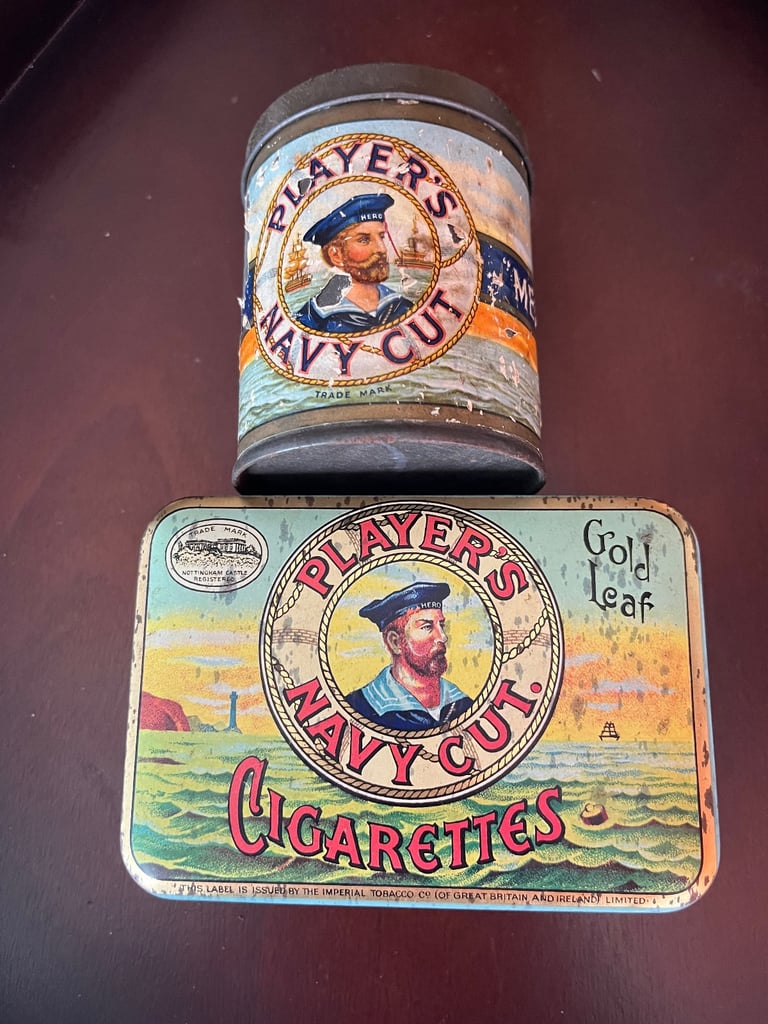 PLAYER'S
HERO
"ME
NAVY CUT
TRADE MARK
TRADE MARK
NOTTINGHAM CASTLE
REGISTERED
PLAYER'S
Gold
Leaf
HERO
NAVY CUT.
CIGARETTES
THIS LABEL IS ISSUED BY THE IMPERIAL TOBACCO Co (OF GREAT BRITAIN AND IRELAND) LIMITED.